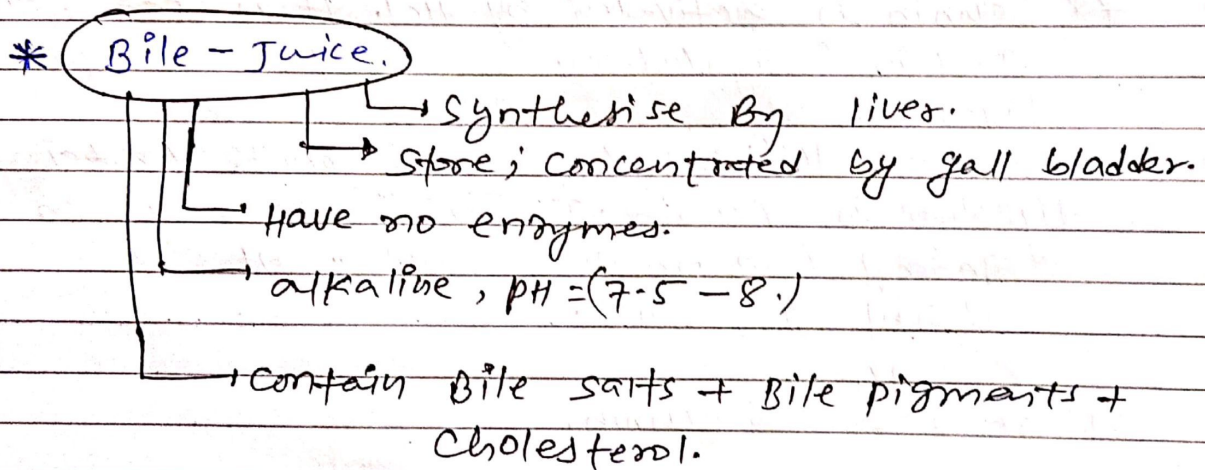 * Bile - Juice.
Synthesise By liver.
Store; concentrated by gall bladder.
Have no enzymes.
alkaline, pH = (7.5 - 8.)
contain Bile salts + Bile pigments +
Cholesterol.